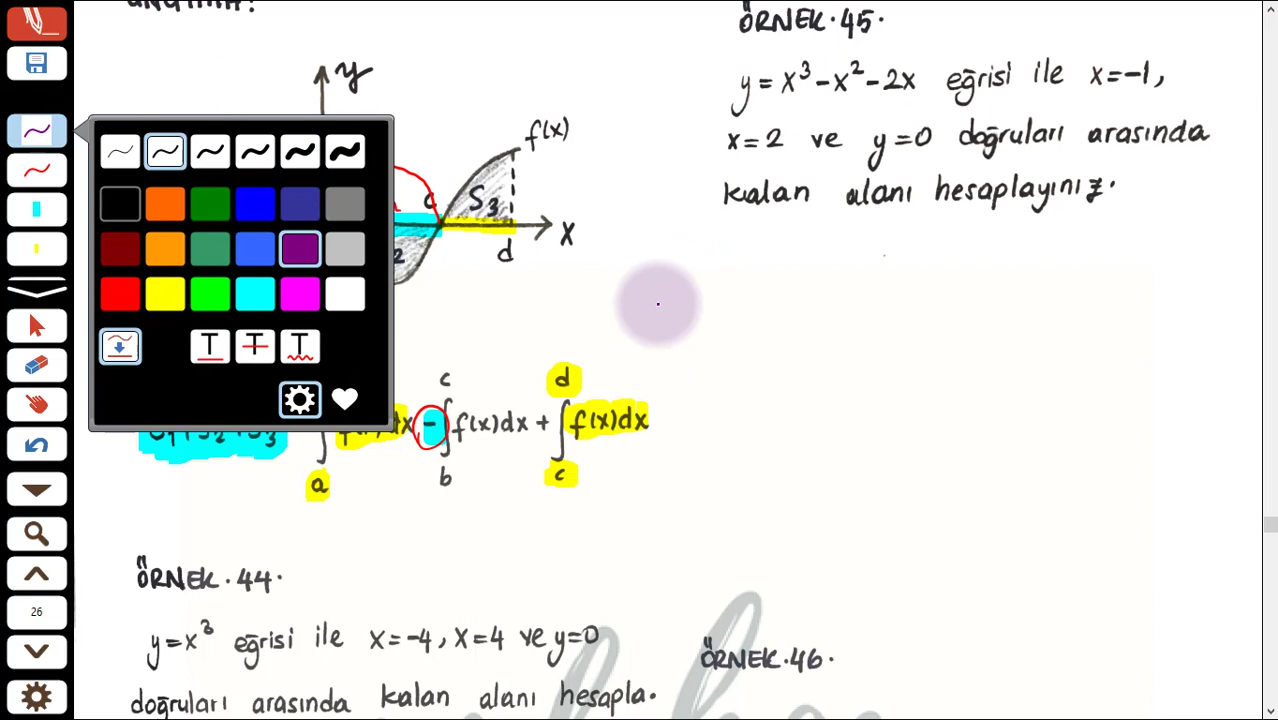 y
f(x)
c
S3
x
d
c
d
f(x)dx - ∫ f(x)dx + ∫ f(x)dx
a
b
c
ÖRNEK.44.
y=x³ eğrisi ile x=-4, x=4 ve y=0
doğruları arasında kalan alanı hesapla.
ÖRNEK.45.
y=x³-x²-2x eğrisi ile x=-1,
x=2 ve y=0 doğruları arasında
kalan alanı hesaplayınız.
ÖRNEK.46.
T T T
26